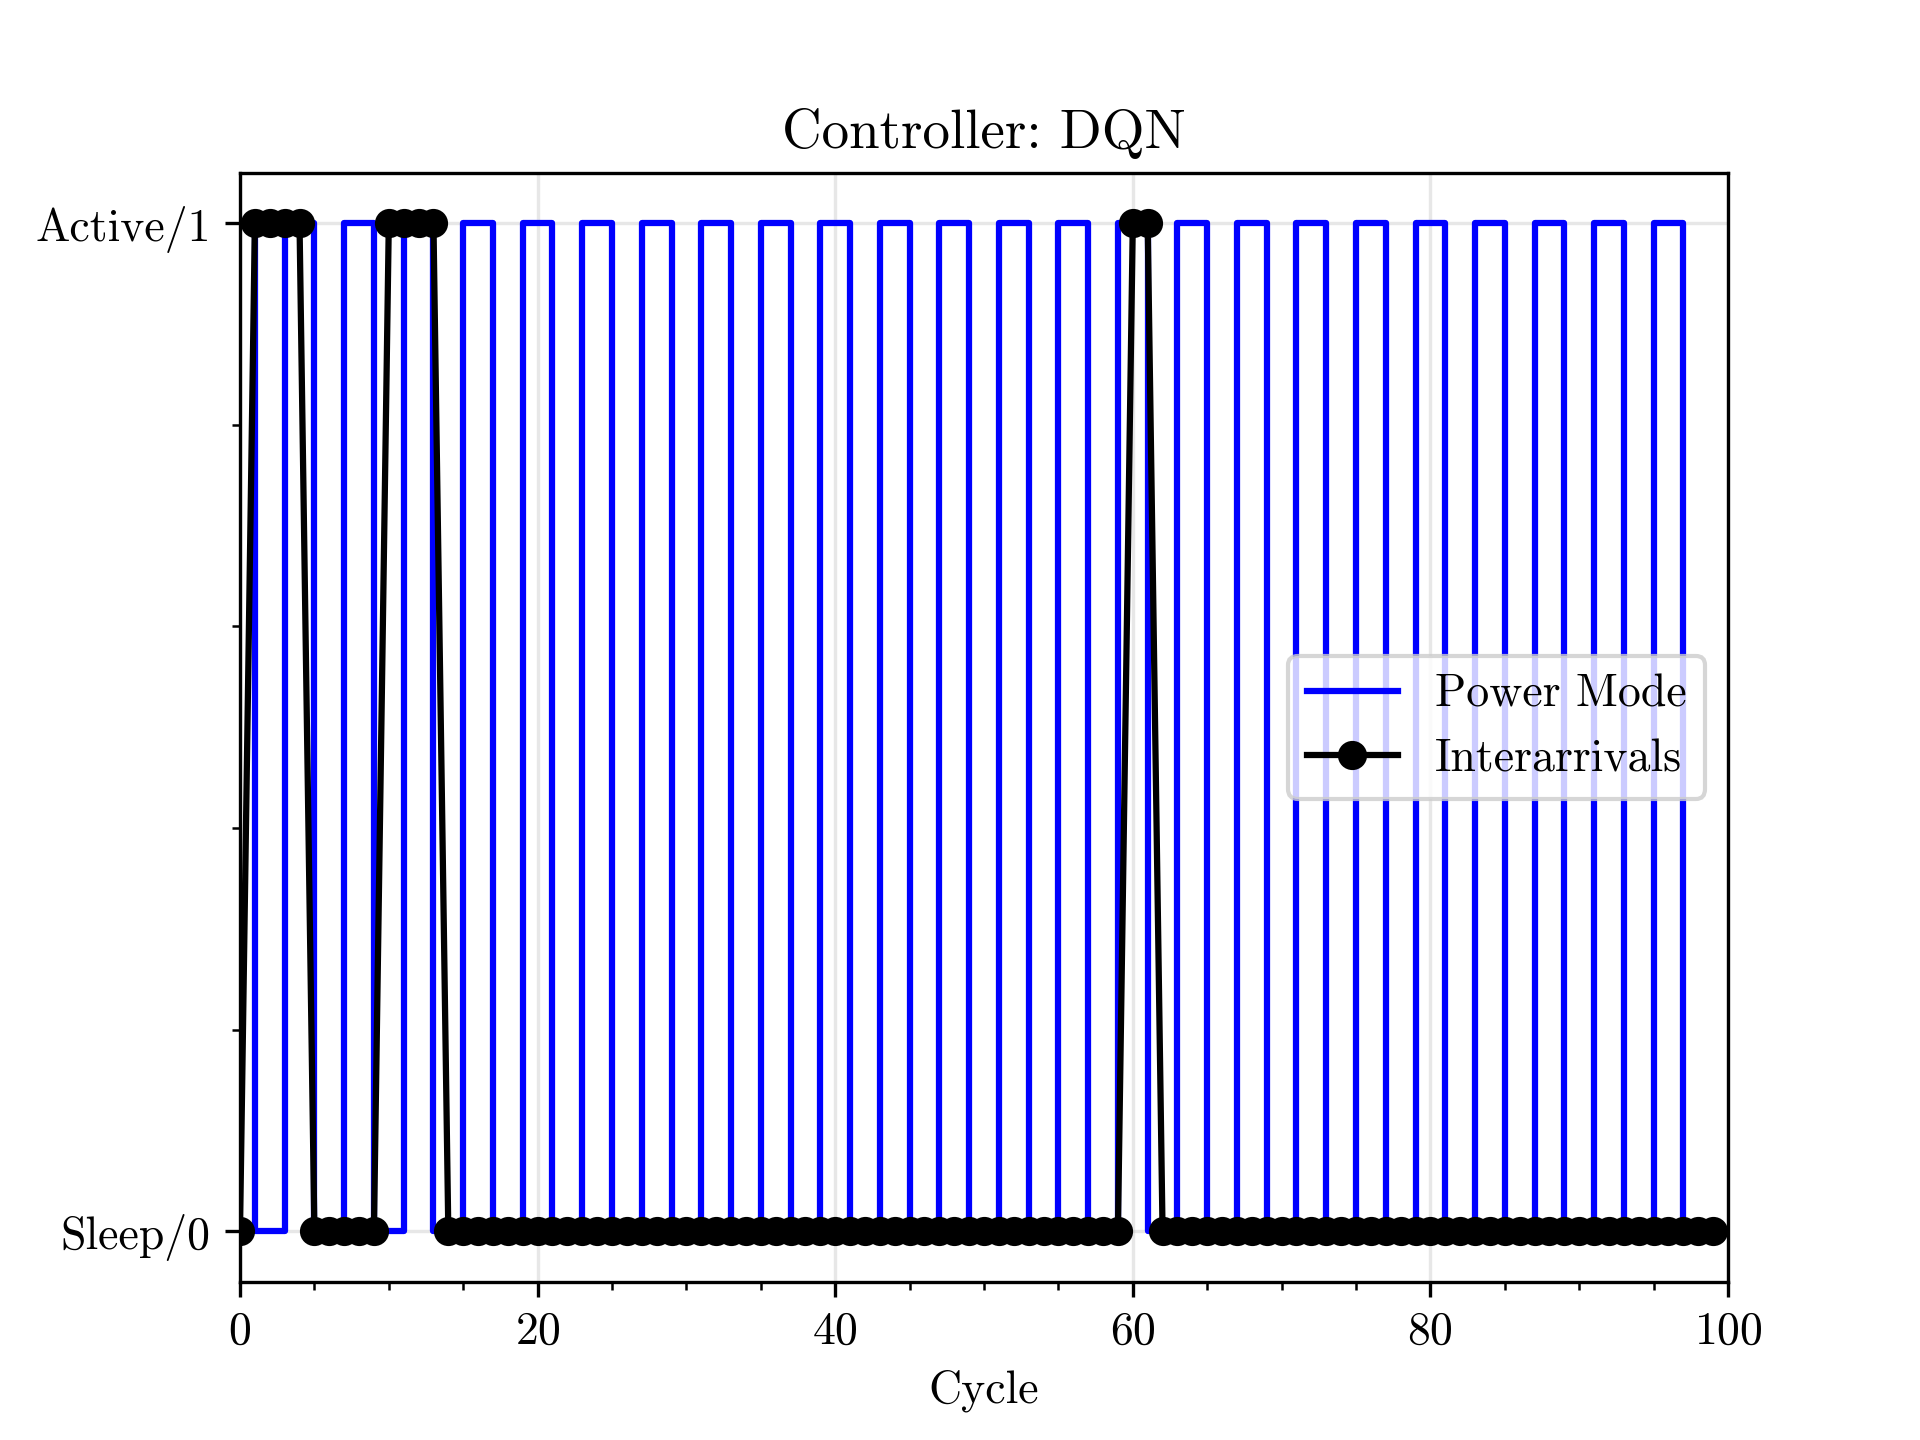 Controller: DQN
Active/1
Power Mode
Interarrivals
Sleep/0
0 20 40 60 80 100
Cycle